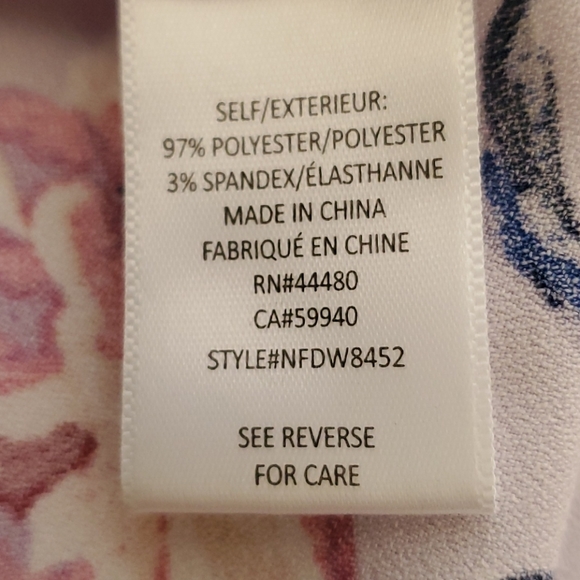 SELF/EXTERIEUR:
97% POLYESTER/POLYESTER
3% SPANDEX/ÉLASTHANNE
MADE IN CHINA
FABRIQUÉ EN CHINE
RN#44480
CA#59940
STYLE#NFDW8452
SEE REVERSE
FOR CARE